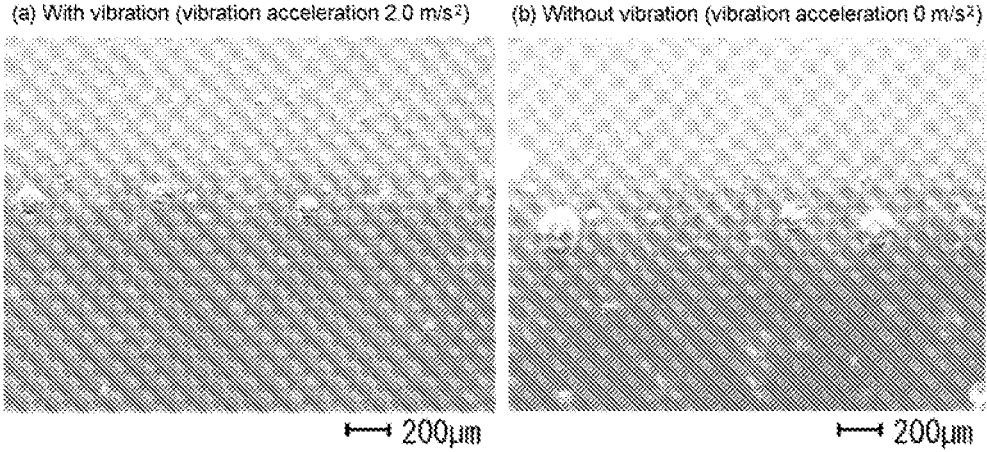 (a) With vibration (vibration acceleration 2.0 m/s²)
(b) Without vibration (vibration acceleration 0 m/s²)
200μm
200μm